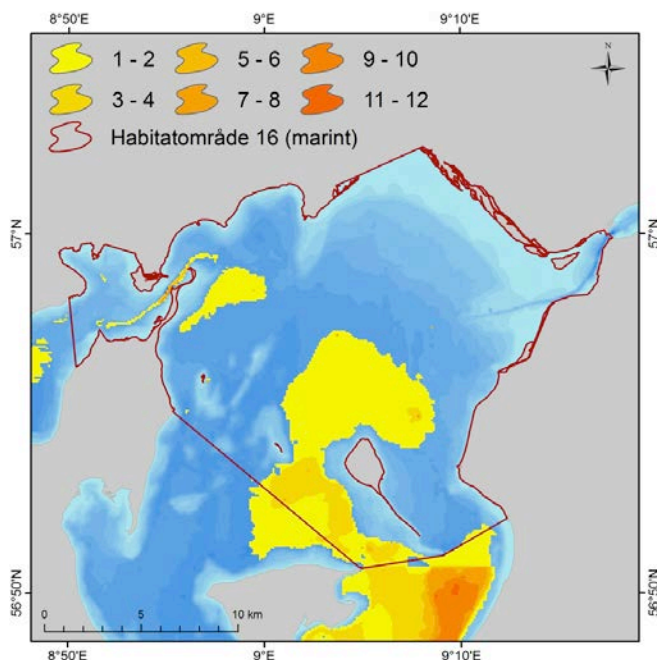 8°50'E 9°E 9°10'E
N
1 - 2 5 - 6 9 - 10
3 - 4 7 - 8 11 - 12
Habitatområde 16 (marint)
57°N 57°N
56°50'N 56°50'N
0 5 10 km
8°50'E 9°E 9°10'E